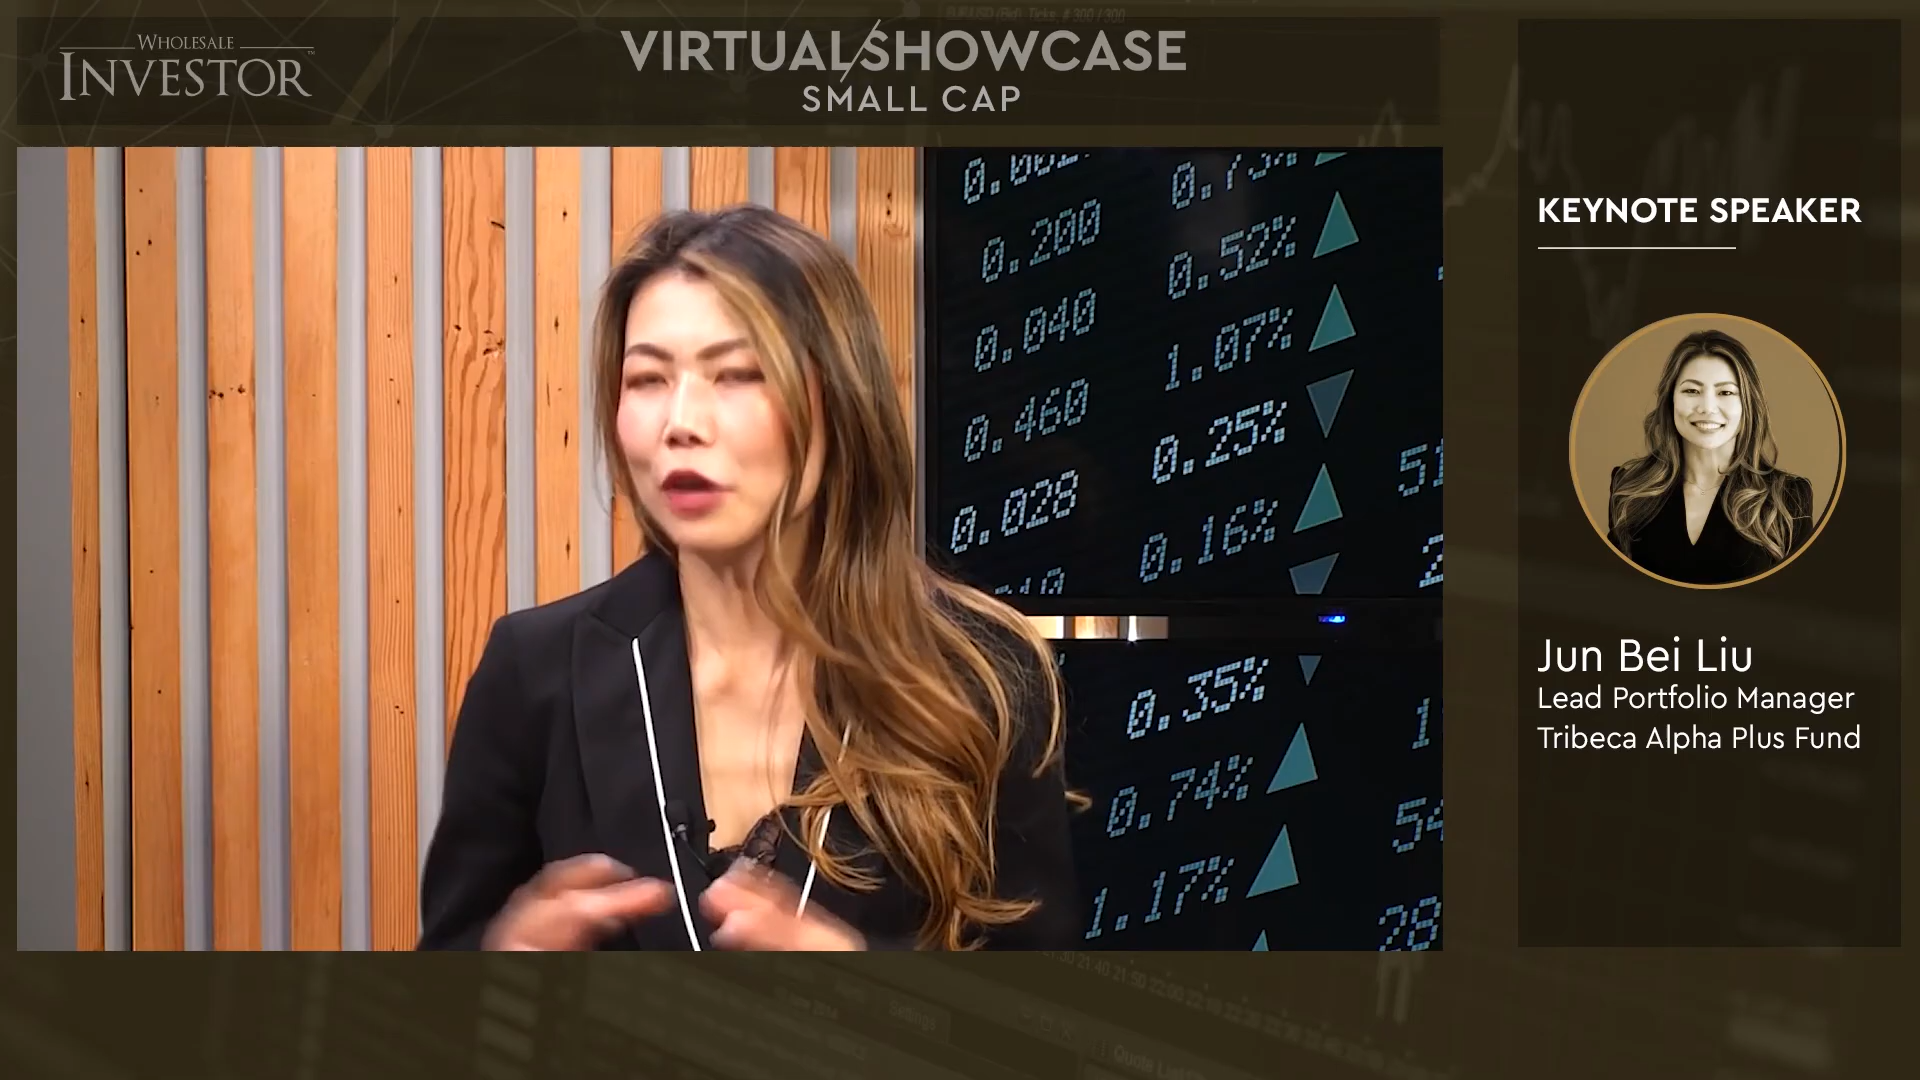 WHOLESALE
INVESTOR
VIRTUAL/SHOWCASE
SMALL CAP
KEYNOTE SPEAKER
Jun Bei Liu
Lead Portfolio Manager
Tribeca Alpha Plus Fund
0.200
0.52%
0.040
1.07%
0.460
0.25%
0.028
0.16%
0.35%
0.74%
1.17%